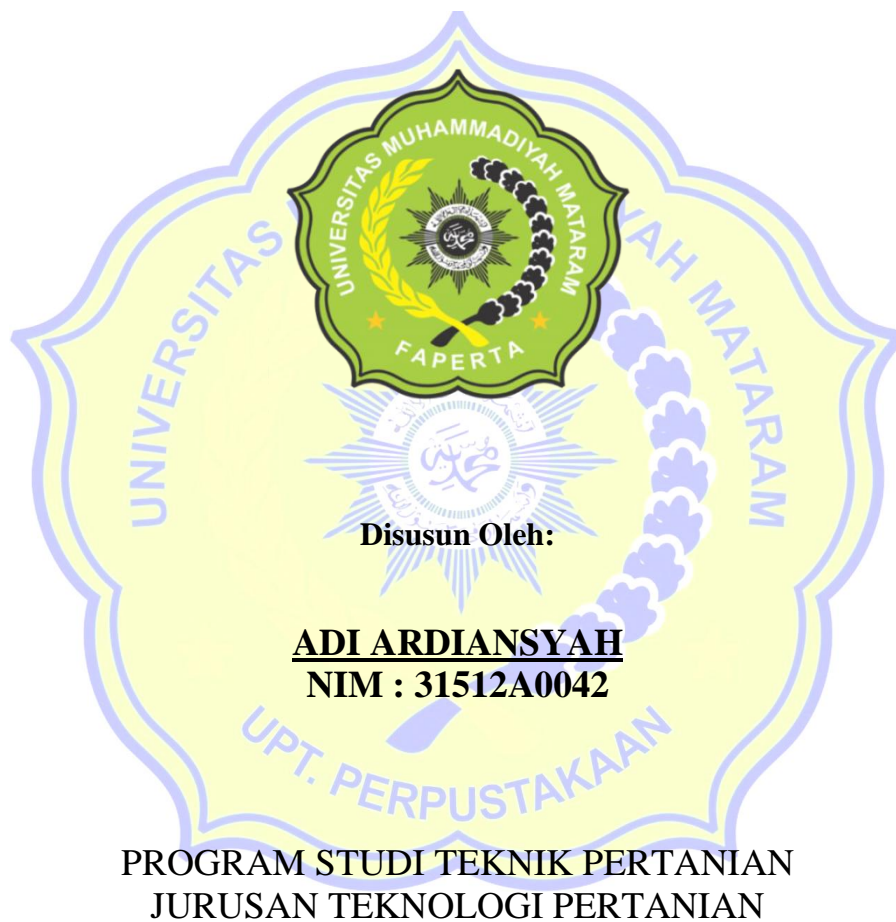 UNIVERSITAS MUHAMMADIYAH MATARAM
FAPERTA
Disusun Oleh:
ADI ARDIANSYAH
NIM : 31512A0042
UPT. PERPUSTAKAAN
PROGRAM STUDI TEKNIK PERTANIAN
JURUSAN TEKNOLOGI PERTANIAN